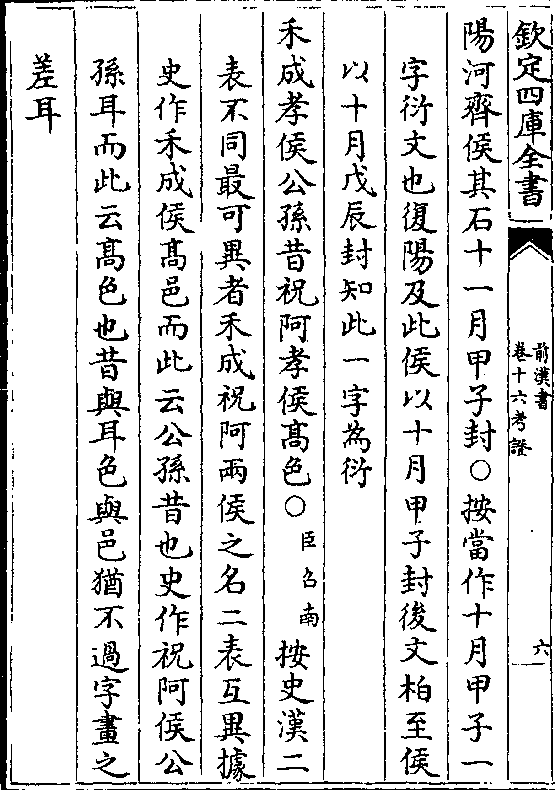 欽定四庫全書
前漢書
卷十六考證
六
陽河齊侯其石十一月甲子封○按當作十月甲子一
字衍文也復陽及此侯以十月甲子封後文柏至侯
以十月戊辰封知此一字為衍
禾成孝侯公孫昔祝阿孝侯髙色○臣召南按史漢二
表不同最可異者禾成祝阿兩侯之名二表互異據
史作禾成侯髙邑而此云公孫昔也史作祝阿侯公
孫耳而此云髙色也昔與耳色與邑猶不過字畫之
差耳